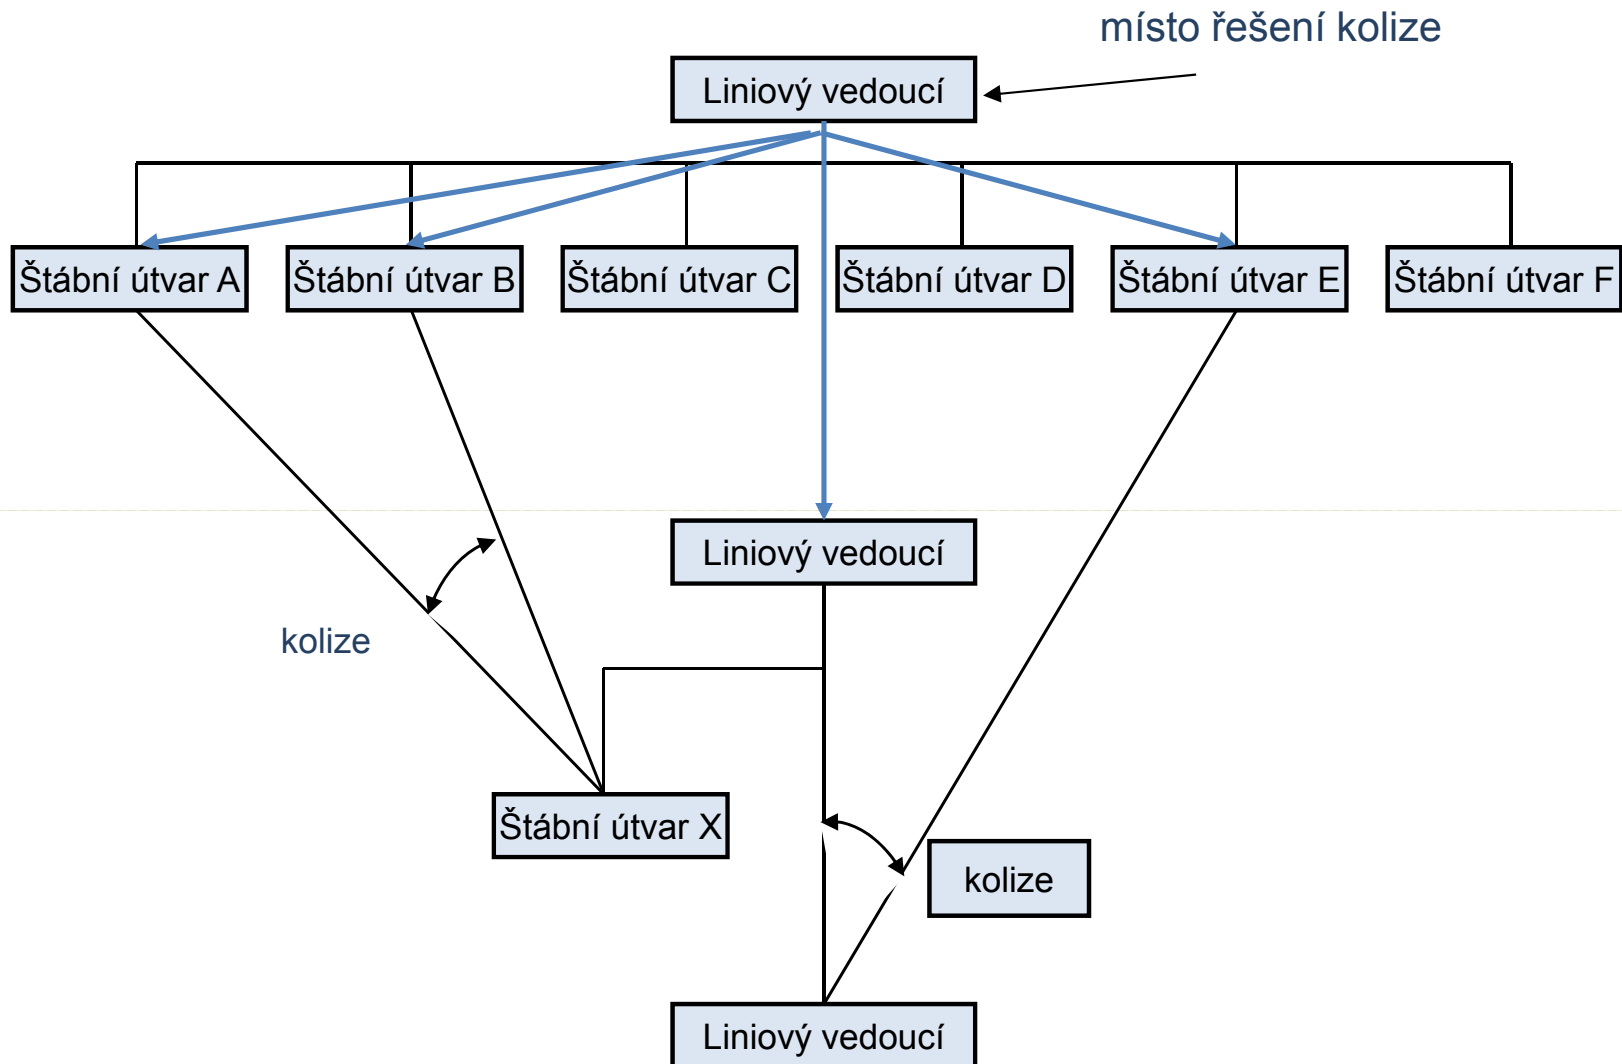 místo řešení kolize
Liniový vedoucí
Štábní útvar A
Štábní útvar B
Štábní útvar C
Štábní útvar D
Štábní útvar E
Štábní útvar F
Liniový vedoucí
kolize
Štábní útvar X
kolize
Liniový vedoucí